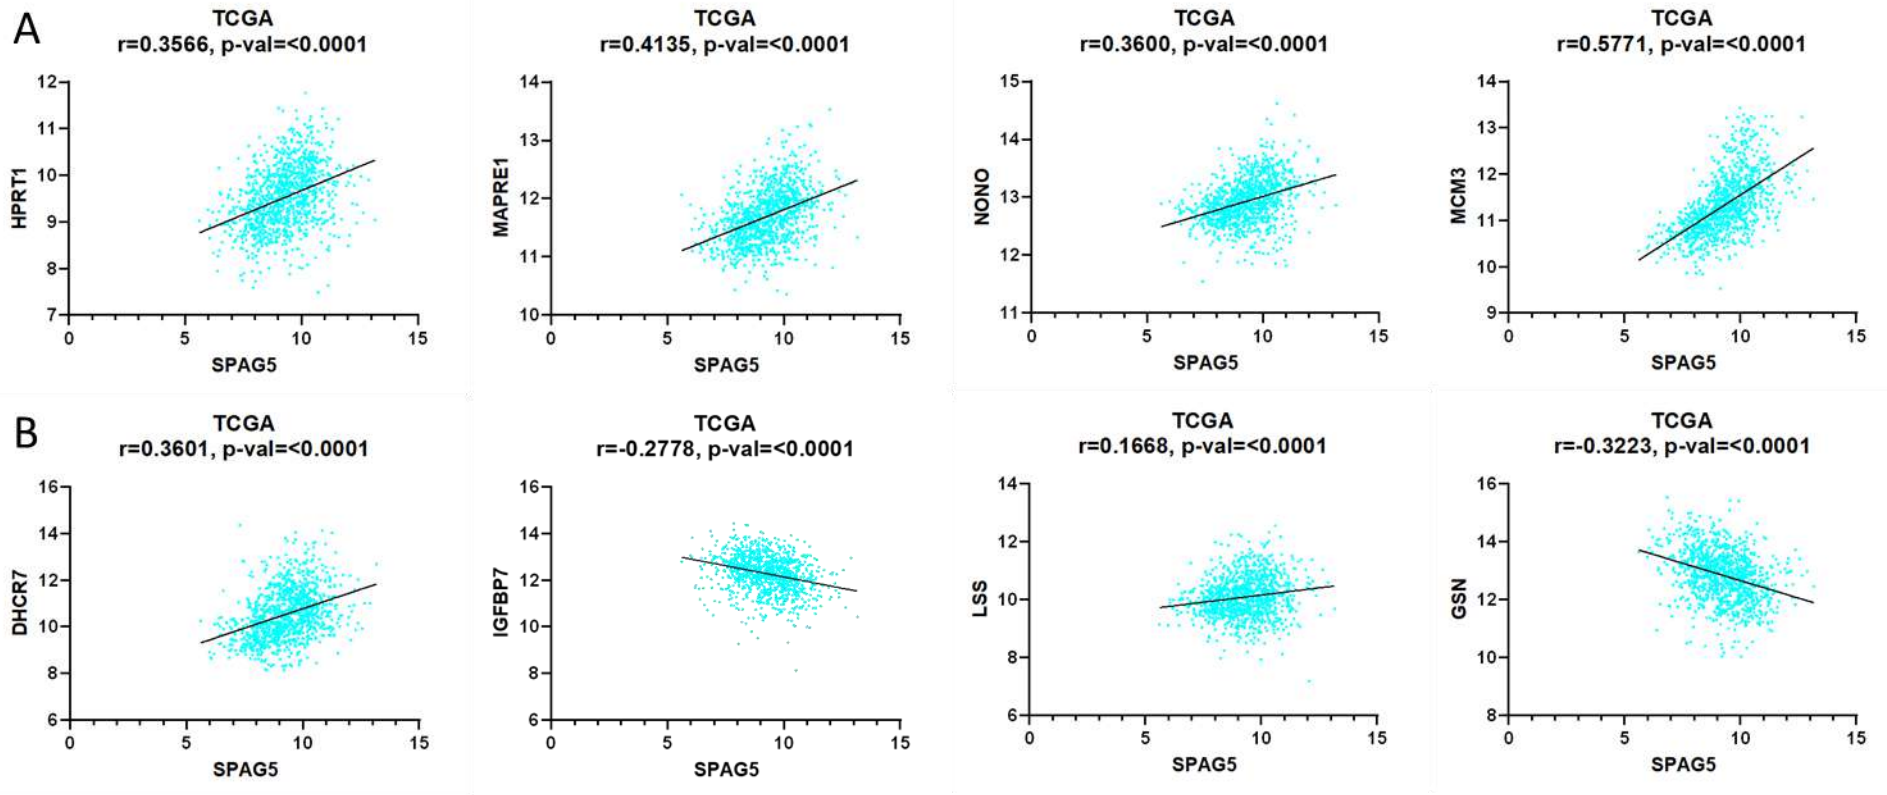 A
TCGA
r=0.3566, p-val=<0.0001
HPRT1
12
11
10
9
8
7
0 5 10 15
SPAG5
TCGA
r=0.4135, p-val=<0.0001
MAPRE1
14
13
12
11
10
0 5 10 15
SPAG5
TCGA
r=0.3600, p-val=<0.0001
NONO
15
14
13
12
11
0 5 10 15
SPAG5
TCGA
r=0.5771, p-val=<0.0001
MCM3
14
13
12
11
10
9
0 5 10 15
SPAG5
B
TCGA
r=0.3601, p-val=<0.0001
DHCR7
16
14
12
10
8
6
0 5 10 15
SPAG5
TCGA
r=-0.2778, p-val=<0.0001
IGFBP7
16
14
12
10
8
6
0 5 10 15
SPAG5
TCGA
r=0.1668, p-val=<0.0001
LSS
14
12
10
8
6
0 5 10 15
SPAG5
TCGA
r=-0.3223, p-val=<0.0001
GSN
16
14
12
10
8
0 5 10 15
SPAG5